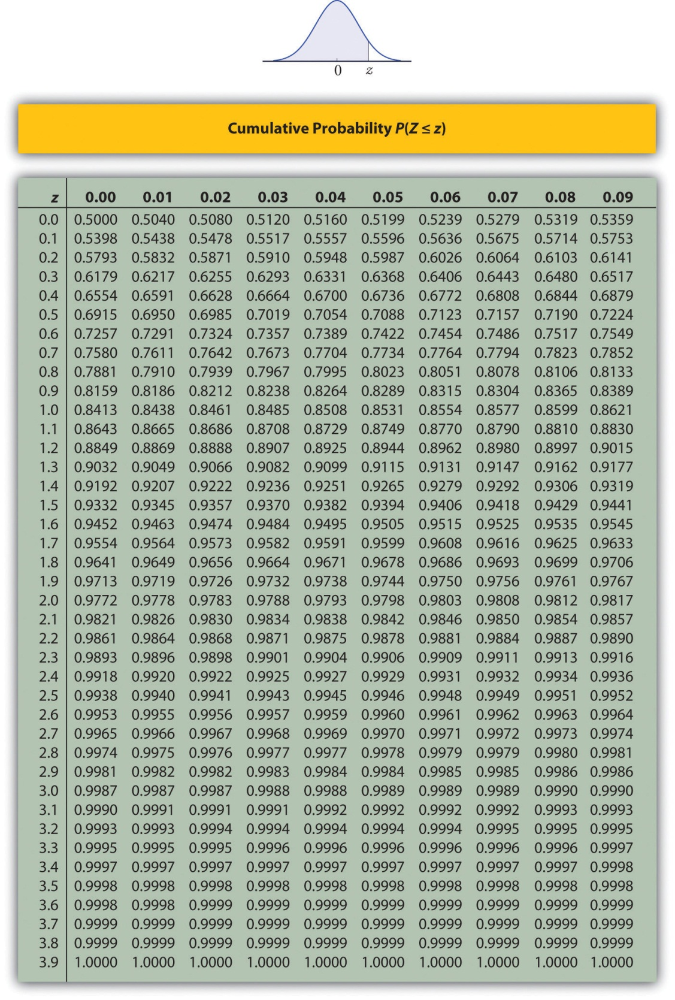 0 z
Cumulative Probability P(Z ≤ z)
z 0.00 0.01 0.02 0.03 0.04 0.05 0.06 0.07 0.08 0.09
0.0 0.5000 0.5040 0.5080 0.5120 0.5160 0.5199 0.5239 0.5279 0.5319 0.5359
0.1 0.5398 0.5438 0.5478 0.5517 0.5557 0.5596 0.5636 0.5675 0.5714 0.5753
0.2 0.5793 0.5832 0.5871 0.5910 0.5948 0.5987 0.6026 0.6064 0.6103 0.6141
0.3 0.6179 0.6217 0.6255 0.6293 0.6331 0.6368 0.6406 0.6443 0.6480 0.6517
0.4 0.6554 0.6591 0.6628 0.6664 0.6700 0.6736 0.6772 0.6808 0.6844 0.6879
0.5 0.6915 0.6950 0.6985 0.7019 0.7054 0.7088 0.7123 0.7157 0.7190 0.7224
0.6 0.7257 0.7291 0.7324 0.7357 0.7389 0.7422 0.7454 0.7486 0.7517 0.7549
0.7 0.7580 0.7611 0.7642 0.7673 0.7704 0.7734 0.7764 0.7794 0.7823 0.7852
0.8 0.7881 0.7910 0.7939 0.7967 0.7995 0.8023 0.8051 0.8078 0.8106 0.8133
0.9 0.8159 0.8186 0.8212 0.8238 0.8264 0.8289 0.8315 0.8304 0.8365 0.8389
1.0 0.8413 0.8438 0.8461 0.8485 0.8508 0.8531 0.8554 0.8577 0.8599 0.8621
1.1 0.8643 0.8665 0.8686 0.8708 0.8729 0.8749 0.8770 0.8790 0.8810 0.8830
1.2 0.8849 0.8869 0.8888 0.8907 0.8925 0.8944 0.8962 0.8980 0.8997 0.9015
1.3 0.9032 0.9049 0.9066 0.9082 0.9099 0.9115 0.9131 0.9147 0.9162 0.9177
1.4 0.9192 0.9207 0.9222 0.9236 0.9251 0.9265 0.9279 0.9292 0.9306 0.9319
1.5 0.9332 0.9345 0.9357 0.9370 0.9382 0.9394 0.9406 0.9418 0.9429 0.9441
1.6 0.9452 0.9463 0.9474 0.9484 0.9495 0.9505 0.9515 0.9525 0.9535 0.9545
1.7 0.9554 0.9564 0.9573 0.9582 0.9591 0.9599 0.9608 0.9616 0.9625 0.9633
1.8 0.9641 0.9649 0.9656 0.9664 0.9671 0.9678 0.9686 0.9693 0.9699 0.9706
1.9 0.9713 0.9719 0.9726 0.9732 0.9738 0.9744 0.9750 0.9756 0.9761 0.9767
2.0 0.9772 0.9778 0.9783 0.9788 0.9793 0.9798 0.9803 0.9808 0.9812 0.9817
2.1 0.9821 0.9826 0.9830 0.9834 0.9838 0.9842 0.9846 0.9850 0.9854 0.9857
2.2 0.9861 0.9864 0.9868 0.9871 0.9875 0.9878 0.9881 0.9884 0.9887 0.9890
2.3 0.9893 0.9896 0.9898 0.9901 0.9904 0.9906 0.9909 0.9911 0.9913 0.9916
2.4 0.9918 0.9920 0.9922 0.9925 0.9927 0.9929 0.9931 0.9932 0.9934 0.9936
2.5 0.9938 0.9940 0.9941 0.9943 0.9945 0.9946 0.9948 0.9949 0.9951 0.9952
2.6 0.9953 0.9955 0.9956 0.9957 0.9959 0.9960 0.9961 0.9962 0.9963 0.9964
2.7 0.9965 0.9966 0.9967 0.9968 0.9969 0.9970 0.9971 0.9972 0.9973 0.9974
2.8 0.9974 0.9975 0.9976 0.9977 0.9977 0.9978 0.9979 0.9979 0.9980 0.9981
2.9 0.9981 0.9982 0.9982 0.9983 0.9984 0.9984 0.9985 0.9985 0.9986 0.9986
3.0 0.9987 0.9987 0.9987 0.9988 0.9988 0.9989 0.9989 0.9989 0.9990 0.9990
3.1 0.9990 0.9991 0.9991 0.9991 0.9992 0.9992 0.9992 0.9992 0.9993 0.9993
3.2 0.9993 0.9993 0.9994 0.9994 0.9994 0.9994 0.9994 0.9995 0.9995 0.9995
3.3 0.9995 0.9995 0.9995 0.9996 0.9996 0.9996 0.9996 0.9996 0.9996 0.9997
3.4 0.9997 0.9997 0.9997 0.9997 0.9997 0.9997 0.9997 0.9997 0.9997 0.9998
3.5 0.9998 0.9998 0.9998 0.9998 0.9998 0.9998 0.9998 0.9998 0.9998 0.9998
3.6 0.9998 0.9998 0.9999 0.9999 0.9999 0.9999 0.9999 0.9999 0.9999 0.9999
3.7 0.9999 0.9999 0.9999 0.9999 0.9999 0.9999 0.9999 0.9999 0.9999 0.9999
3.8 0.9999 0.9999 0.9999 0.9999 0.9999 0.9999 0.9999 0.9999 0.9999 0.9999
3.9 1.0000 1.0000 1.0000 1.0000 1.0000 1.0000 1.0000 1.0000 1.0000 1.0000